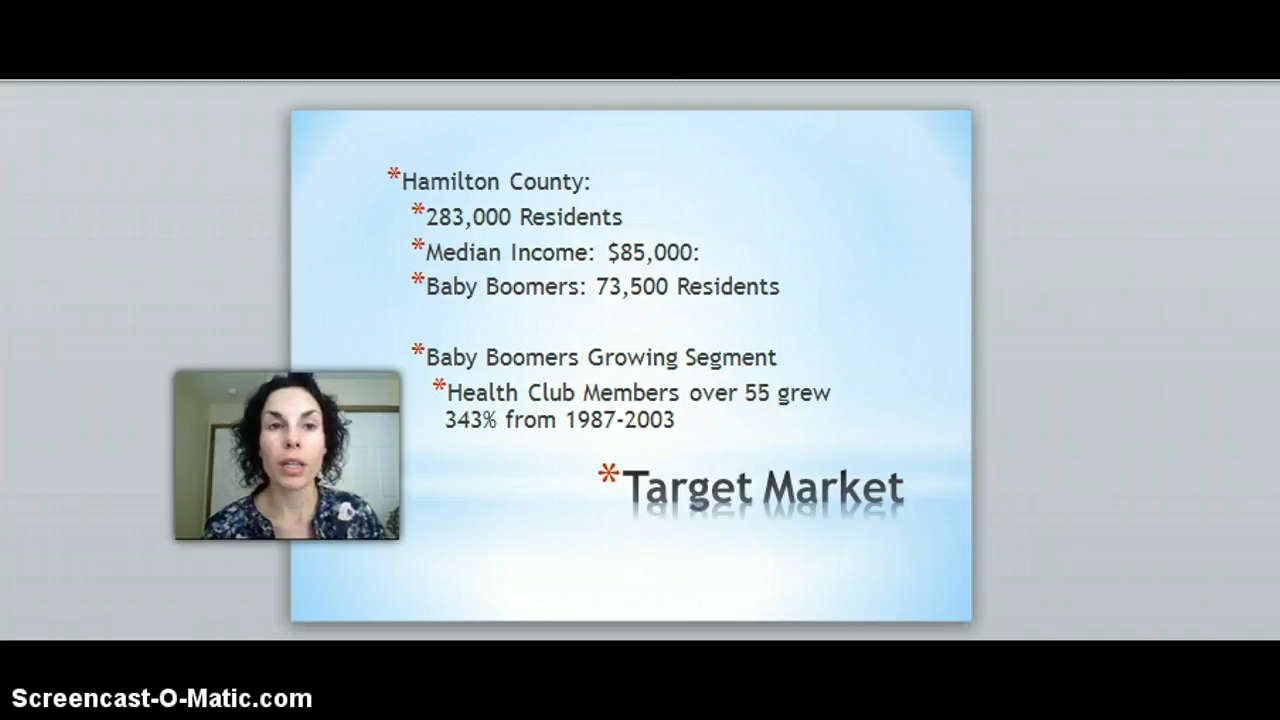 *Hamilton County:
*283,000 Residents
*Median Income: $85,000:
*Baby Boomers: 73,500 Residents
*Baby Boomers Growing Segment
*Health Club Members over 55 grew
343% from 1987-2003
*Target Market
Screencast-O-Matic.com